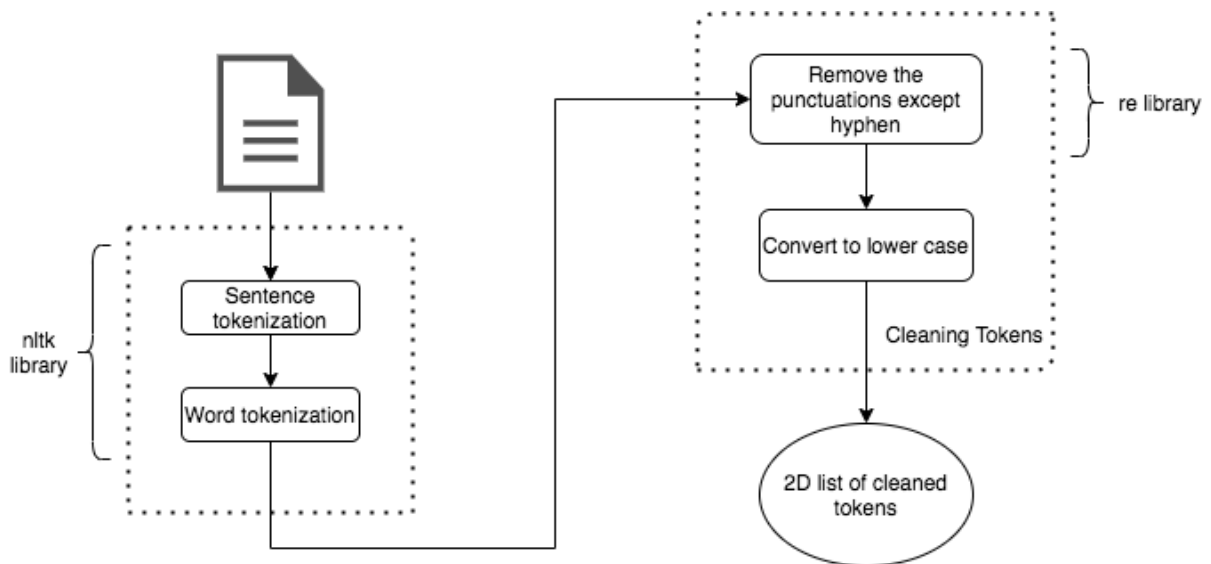 nltk
library
Sentence
tokenization
Word tokenization
Remove the
punctuations except
hyphen
re library
Convert to lower case
Cleaning Tokens
2D list of cleaned
tokens